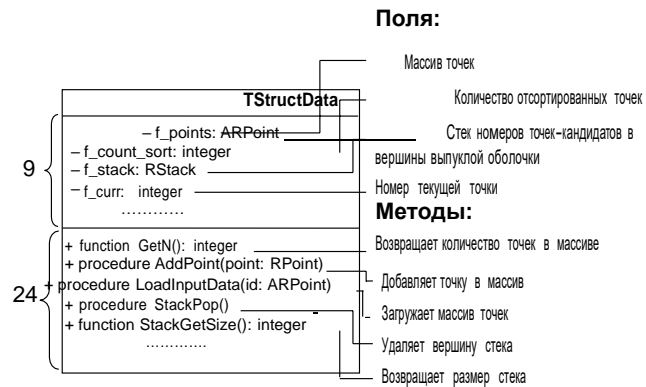 Поля:
Массив точек
TStructData
Количество отсортированных точек
– f_points: ARPoint
Стек номеров точек-кандидатов в
вершины выпуклой оболочки
– f_count_sort: integer
9
– f_stack: RStack
– f_curr: integer
Номер текущей точки
…………
Методы:
+ function GetN(): integer
Возвращает количество точек в массиве
+ procedure AddPoint(point: RPoint)
Добавляет точку в массив
24
+ procedure LoadInputData(id: ARPoint)
Загружает массив точек
+ procedure StackPop()
Удаляет вершину стека
+ function StackGetSize(): integer
………….
Возвращает размер стека